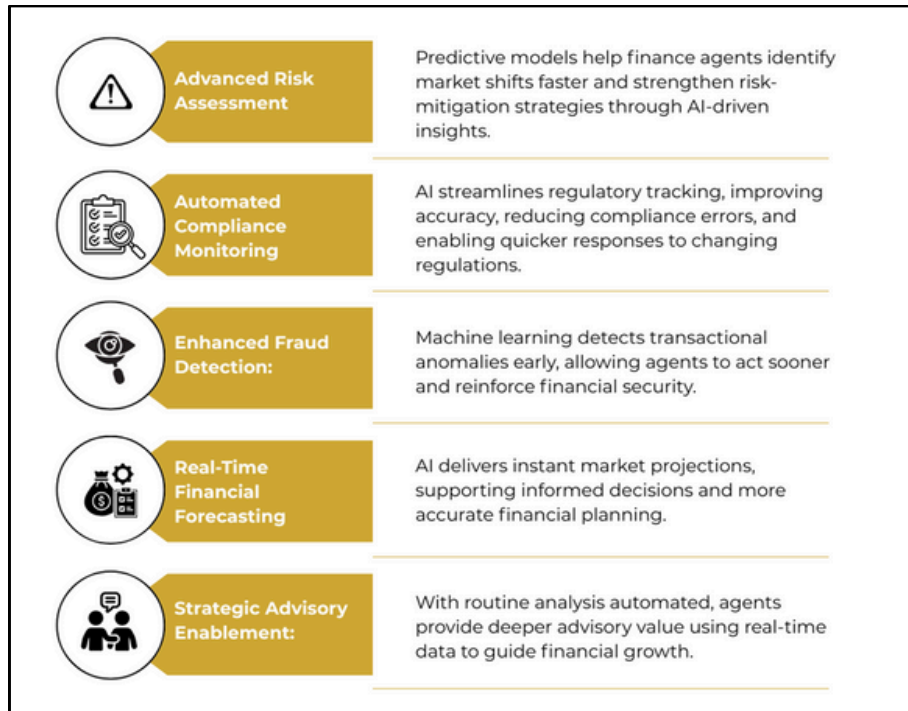 Advanced Risk
Assessment
Predictive models help finance agents identify
market shifts faster and strengthen risk-
mitigation strategies through AI-driven
insights.
Automated
Compliance
Monitoring
AI streamlines regulatory tracking, improving
accuracy, reducing compliance errors, and
enabling quicker responses to changing
regulations.
Enhanced Fraud
Detection:
Machine learning detects transactional
anomalies early, allowing agents to act sooner
and reinforce financial security.
Real-Time
Financial
Forecasting
AI delivers instant market projections,
supporting informed decisions and more
accurate financial planning.
Strategic Advisory
Enablement:
With routine analysis automated, agents
provide deeper advisory value using real-time
data to guide financial growth.